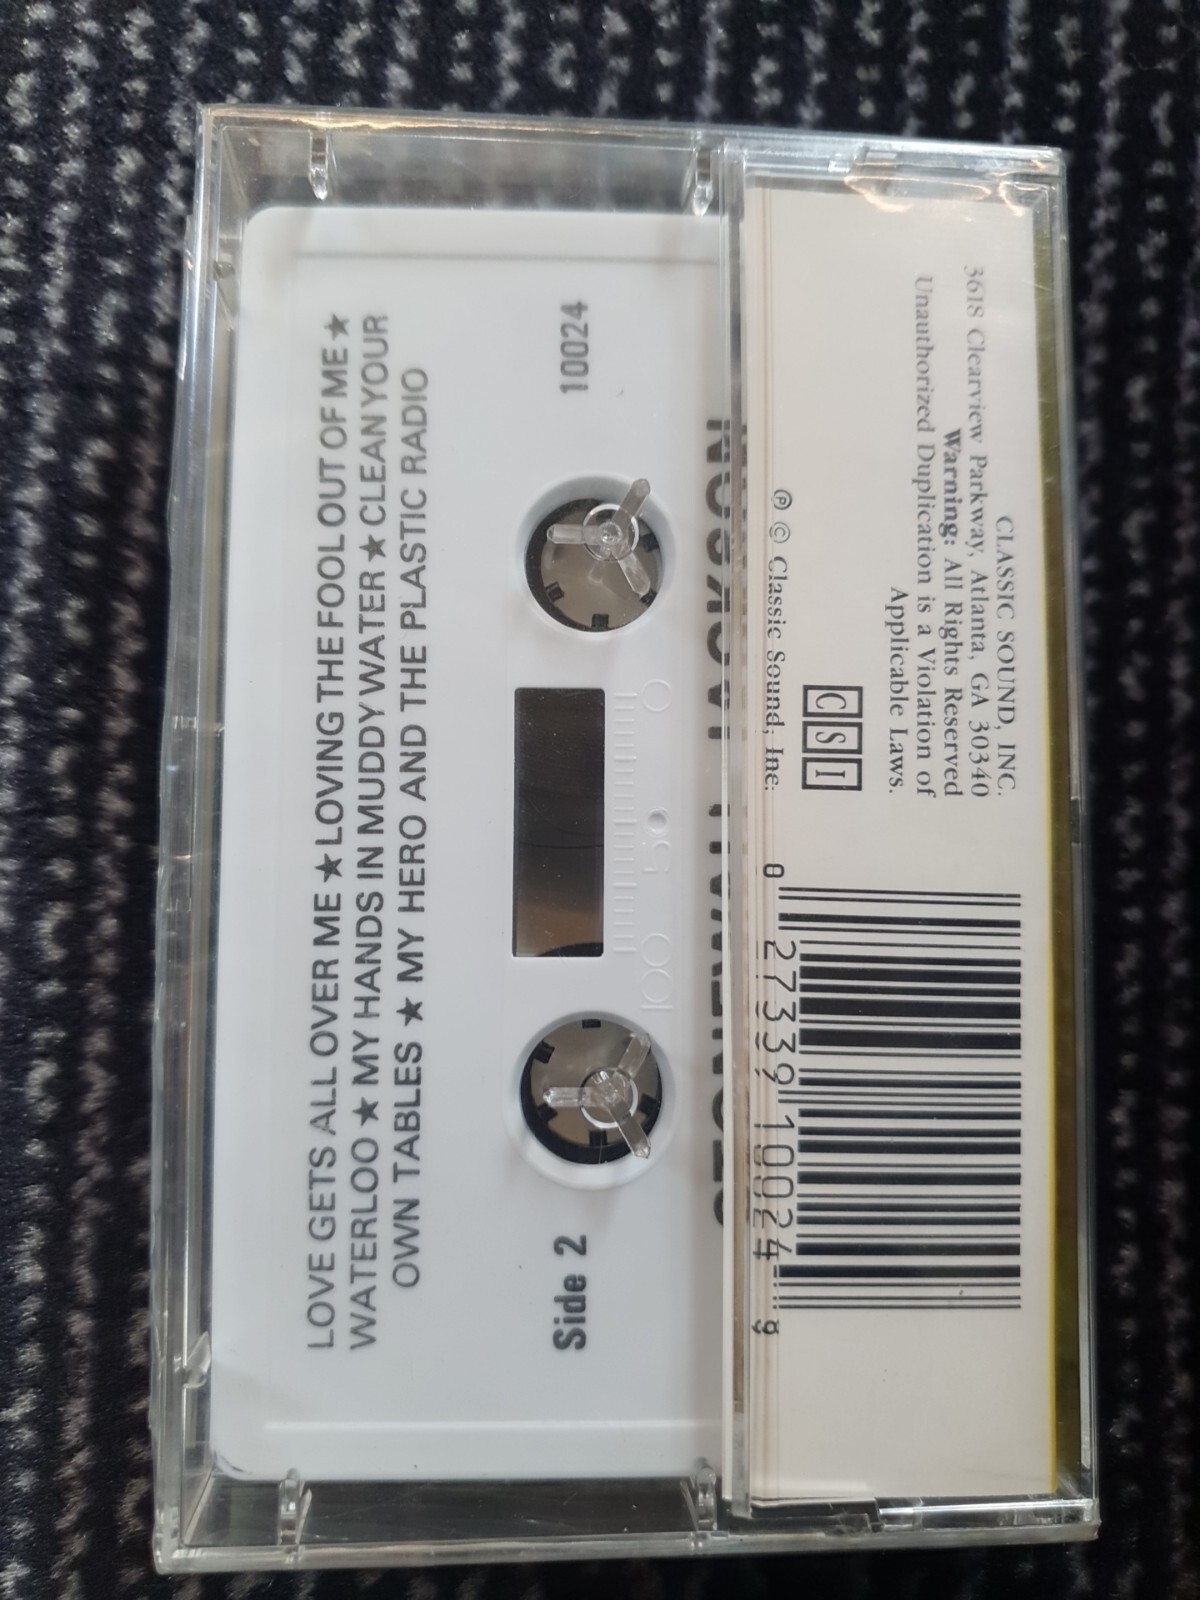 LOVE GETS ALL OVER ME ★ LOVING THE FOOL OUT OF ME ★
WATERLOO ★ MY HANDS IN MUDDY WATER ★ CLEAN YOUR
OWN TABLES ★ MY HERO AND THE PLASTIC RADIO
Side 2
10024
0 50 100
CLASSIC SOUND, INC.
3618 Clearview Parkway, Atlanta, GA 30340
Warning: All Rights Reserved
Unauthorized Duplication is a Violation of
Applicable Laws.
CSI
℗ © Classic Sound, Inc.
0 27339 10024 9